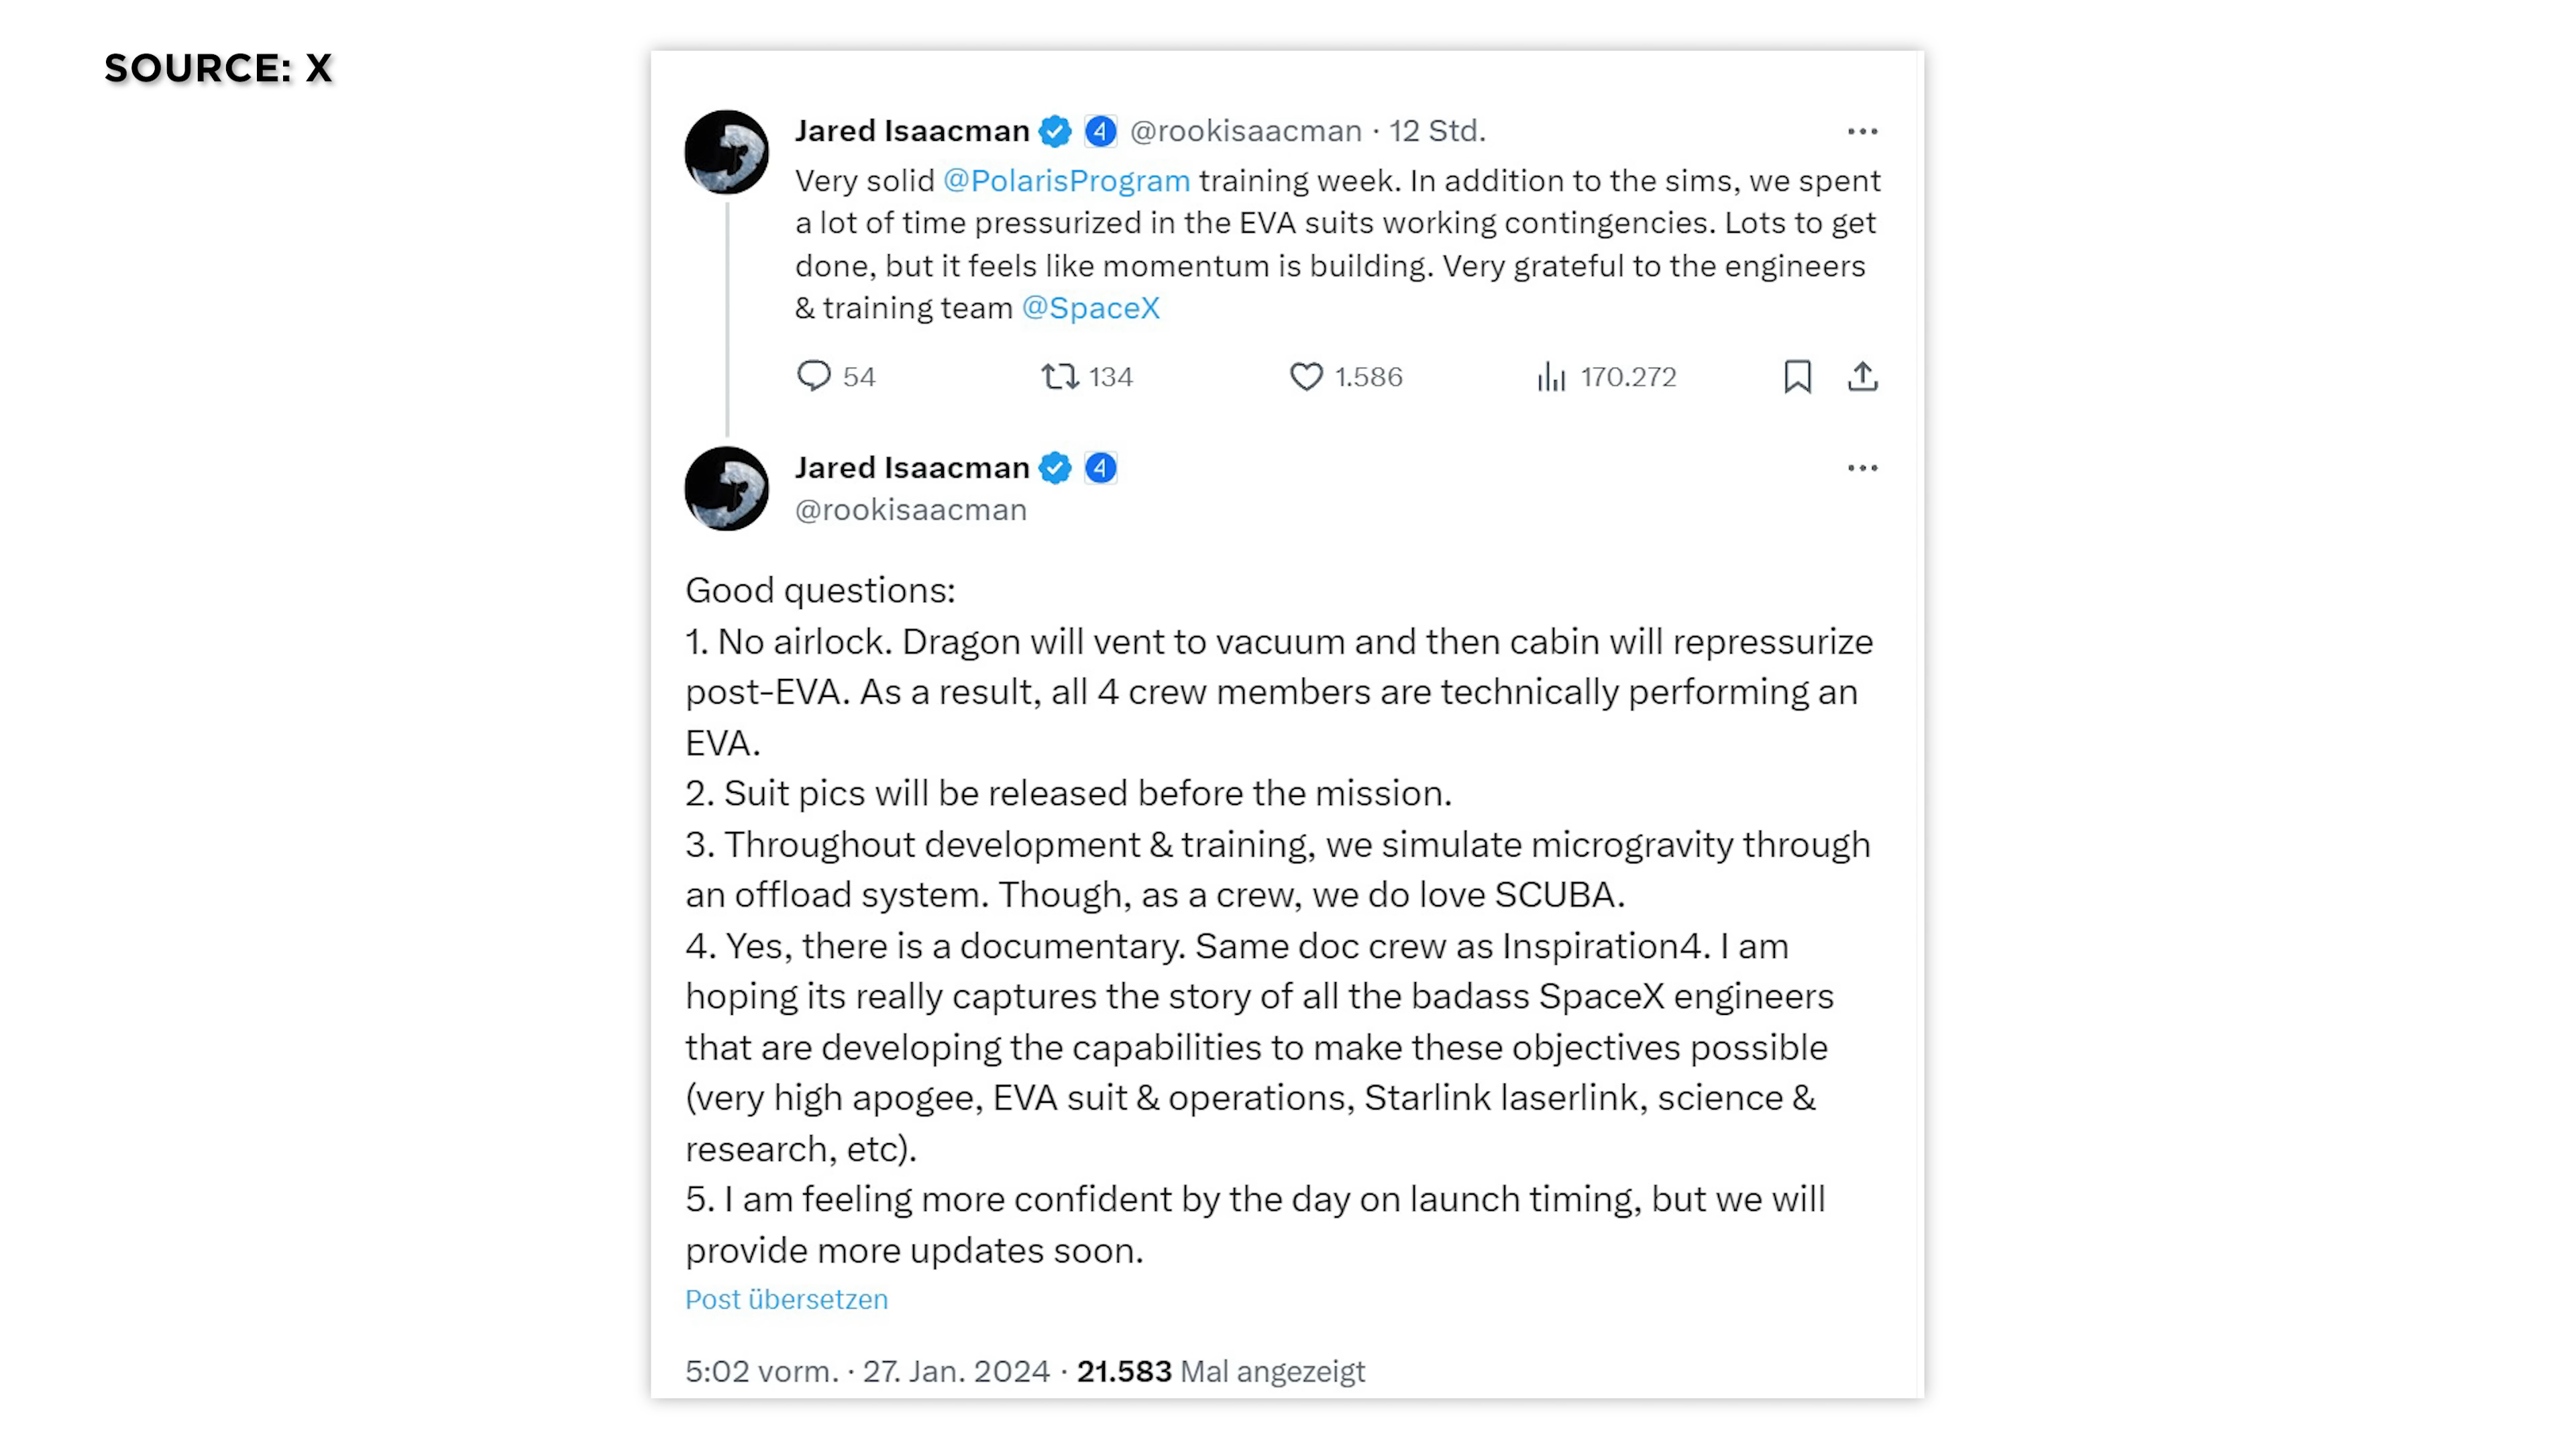 SOURCE: X
Jared Isaacman 4 @rookisaacman · 12 Std.
Very solid @PolarisProgram training week. In addition to the sims, we spent
a lot of time pressurized in the EVA suits working contingencies. Lots to get
done, but it feels like momentum is building. Very grateful to the engineers
& training team @SpaceX
54 134 1.586 170.272
Jared Isaacman 4
@rookisaacman
Good questions:
1. No airlock. Dragon will vent to vacuum and then cabin will repressurize
post-EVA. As a result, all 4 crew members are technically performing an
EVA.
2. Suit pics will be released before the mission.
3. Throughout development & training, we simulate microgravity through
an offload system. Though, as a crew, we do love SCUBA.
4. Yes, there is a documentary. Same doc crew as Inspiration4. I am
hoping its really captures the story of all the badass SpaceX engineers
that are developing the capabilities to make these objectives possible
(very high apogee, EVA suit & operations, Starlink laserlink, science &
research, etc).
5. I am feeling more confident by the day on launch timing, but we will
provide more updates soon.
Post übersetzen
5:02 vorm. · 27. Jan. 2024 · 21.583 Mal angezeigt